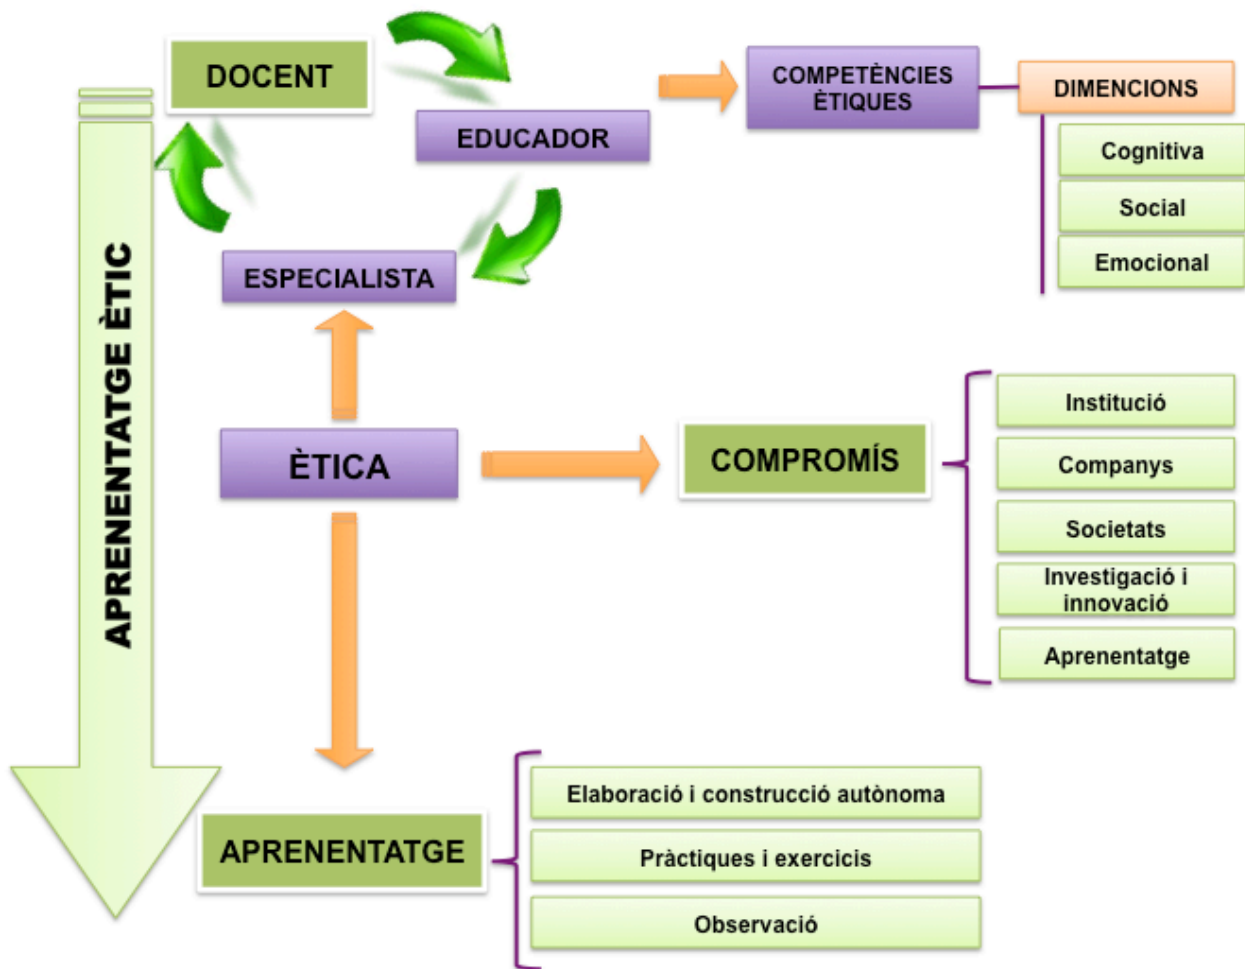 DOCENT
EDUCADOR
ESPECIALISTA
COMPETÈNCIES
ÈTIQUES
DIMENCIONS
Cognitiva
Social
Emocional
APRENENTATGE ÈTIC
ÈTICA
COMPROMÍS
Institució
Companys
Societats
Investigació i
innovació
Aprenentatge
APRENENTATGE
Elaboració i construcció autònoma
Pràctiques i exercicis
Observació